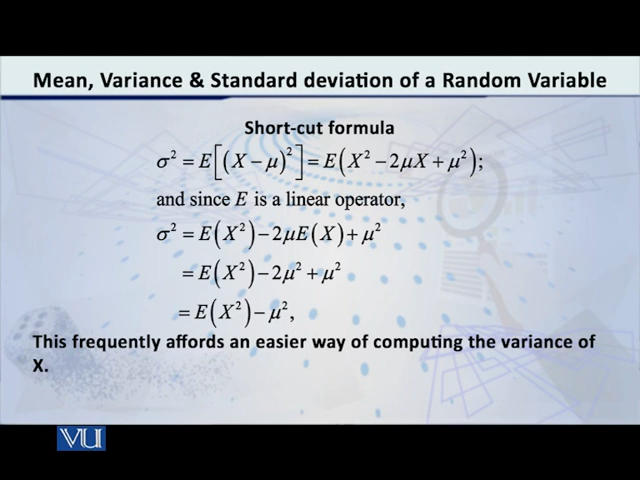 Mean, Variance & Standard deviation of a Random Variable
Short-cut formula
σ² = E[(X − μ)²] = E(X² − 2μX + μ²);
and since E is a linear operator,
σ² = E(X²) − 2μE(X) + μ²
= E(X²) − 2μ² + μ²
= E(X²) − μ²,
This frequently affords an easier way of computing the variance of
X.
VU